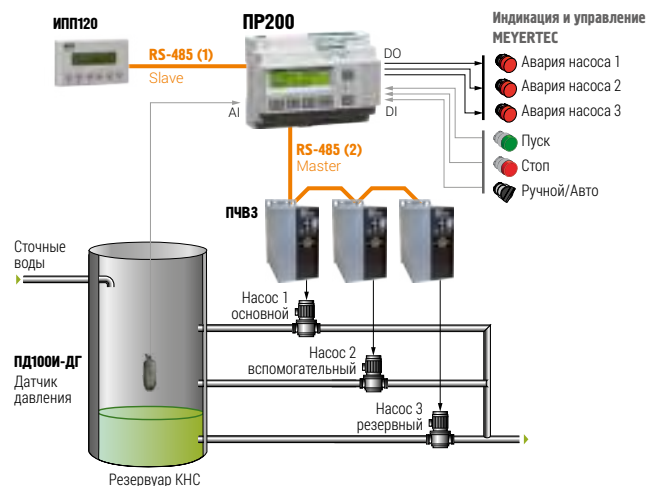 ИПП120
ПР200
Индикация и управление
MEYERTEC
RS-485 (1)
Slave
DO
Авария насоса 1
Авария насоса 2
Авария насоса 3
AI
DI
Пуск
Стоп
Ручной/Авто
RS-485 (2)
Master
ПЧВ3
Сточные
воды
Насос 1
основной
Насос 2
вспомогательный
ПД100И-ДГ
Датчик
давления
Насос 3
резервный
Резервуар КНС